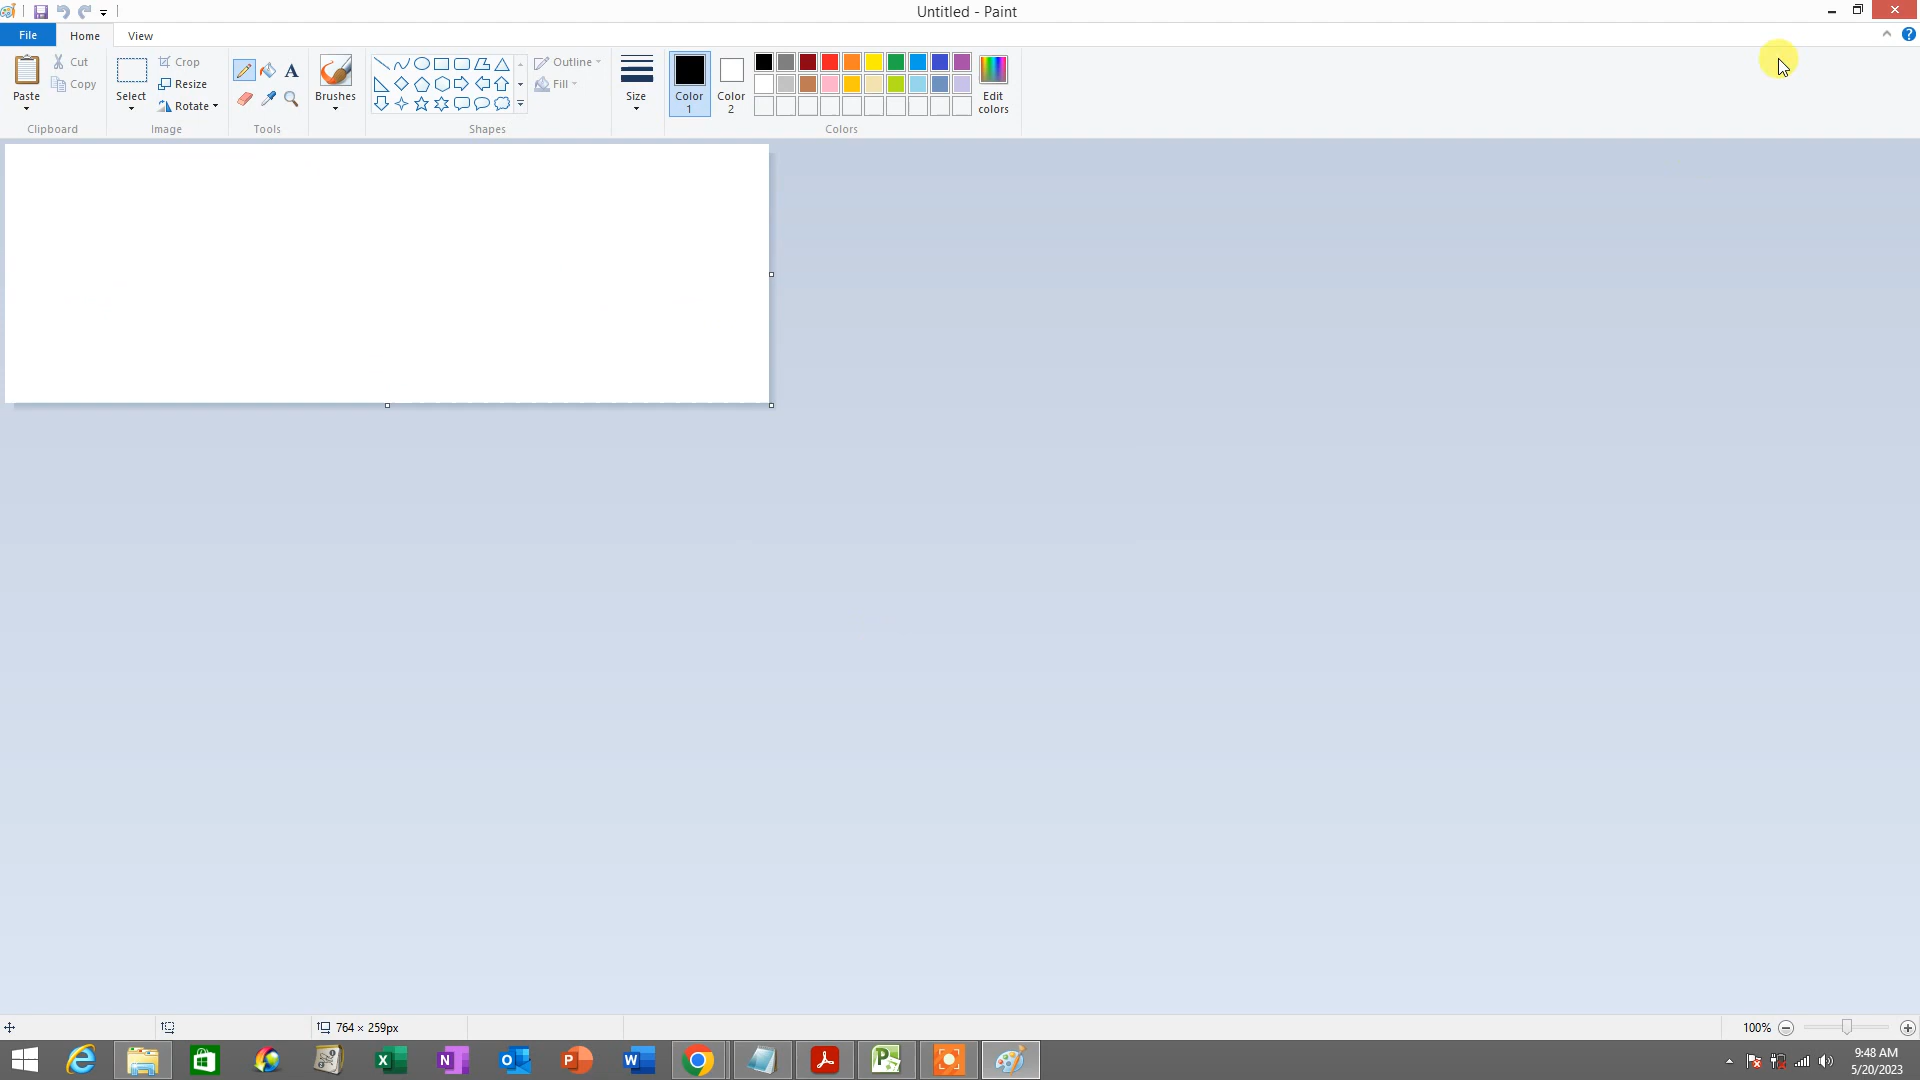 Untitled - Paint
File
Home
View
Paste
Cut
Copy
Clipboard
Select
Crop
Resize
Rotate
Image
A
Tools
Brushes
Shapes
Outline
Fill
Size
Color
1
Color
2
Edit
colors
Colors
764 × 259px
100%
9:48 AM
5/20/2023